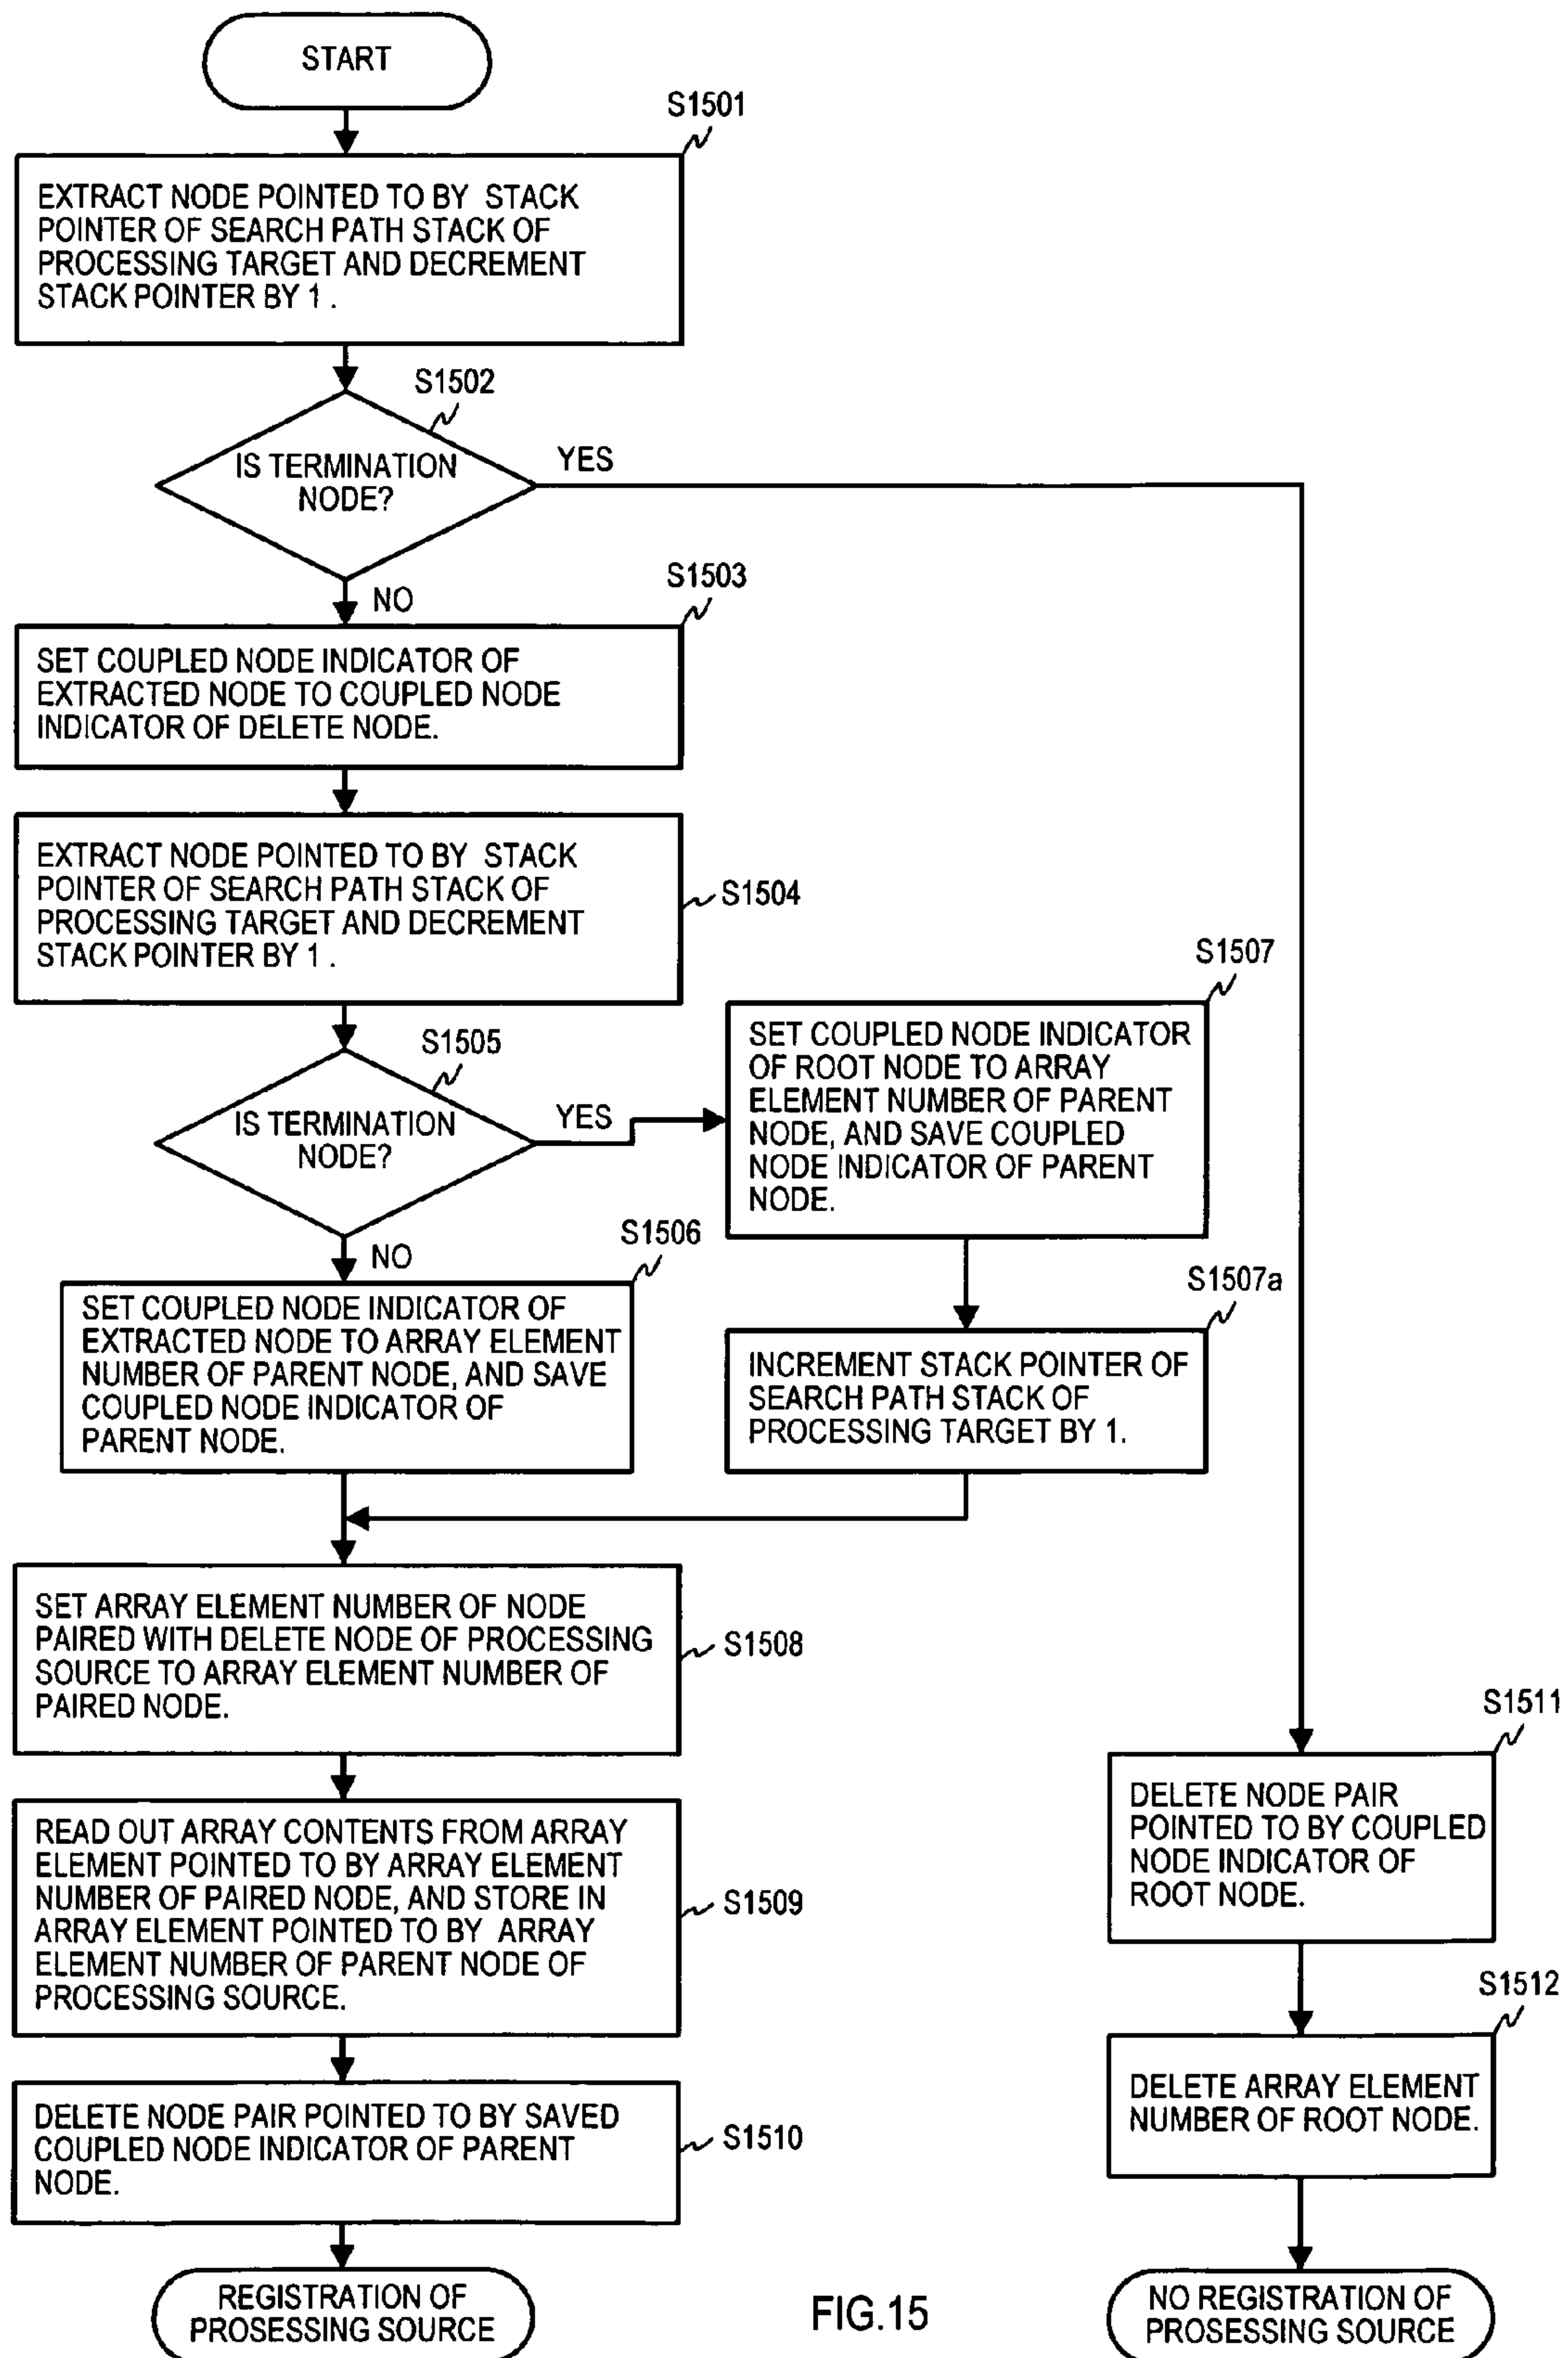 START
S1501
EXTRACT NODE POINTED TO BY STACK
POINTER OF SEARCH PATH STACK OF
PROCESSING TARGET AND DECREMENT
STACK POINTER BY 1 .
S1502
IS TERMINATION
NODE?
YES
NO
S1503
SET COUPLED NODE INDICATOR OF
EXTRACTED NODE TO COUPLED NODE
INDICATOR OF DELETE NODE.
EXTRACT NODE POINTED TO BY STACK
POINTER OF SEARCH PATH STACK OF
PROCESSING TARGET AND DECREMENT
STACK POINTER BY 1 .
S1504
S1505
IS TERMINATION
NODE?
YES
NO
S1507
SET COUPLED NODE INDICATOR
OF ROOT NODE TO ARRAY
ELEMENT NUMBER OF PARENT
NODE, AND SAVE COUPLED
NODE INDICATOR OF PARENT
NODE.
S1506
SET COUPLED NODE INDICATOR OF
EXTRACTED NODE TO ARRAY ELEMENT
NUMBER OF PARENT NODE, AND SAVE
COUPLED NODE INDICATOR OF
PARENT NODE.
S1507a
INCREMENT STACK POINTER OF
SEARCH PATH STACK OF
PROCESSING TARGET BY 1.
SET ARRAY ELEMENT NUMBER OF NODE
PAIRED WITH DELETE NODE OF PROCESSING
SOURCE TO ARRAY ELEMENT NUMBER OF
PAIRED NODE.
S1508
READ OUT ARRAY CONTENTS FROM ARRAY
ELEMENT POINTED TO BY ARRAY ELEMENT
NUMBER OF PAIRED NODE, AND STORE IN
ARRAY ELEMENT POINTED TO BY ARRAY
ELEMENT NUMBER OF PARENT NODE OF
PROCESSING SOURCE.
S1509
DELETE NODE PAIR POINTED TO BY SAVED
COUPLED NODE INDICATOR OF PARENT
NODE.
S1510
REGISTRATION OF
PROSESSING SOURCE
S1511
DELETE NODE PAIR
POINTED TO BY COUPLED
NODE INDICATOR OF
ROOT NODE.
S1512
DELETE ARRAY ELEMENT
NUMBER OF ROOT NODE.
NO REGISTRATION OF
PROSESSING SOURCE
FIG.15